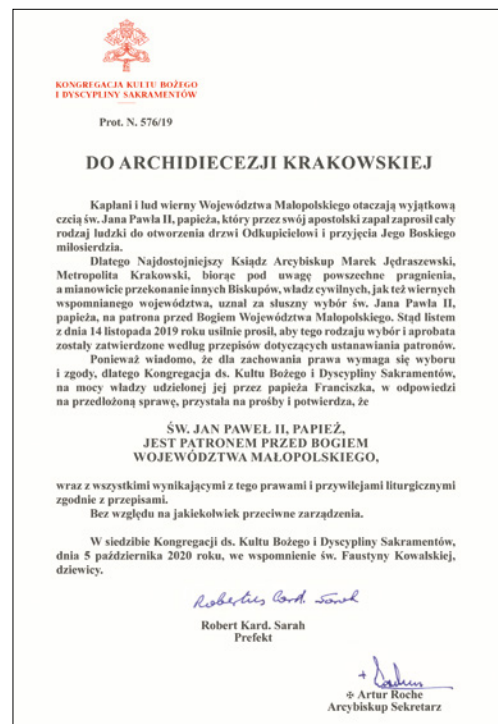 KONGREGACJA KULTU BOŻEGO
I DYSCYPLINY SAKRAMENTÓW
Prot. N. 576/19
DO ARCHIDIECEZJI KRAKOWSKIEJ
Kapłani i lud wierny Województwa Małopolskiego otaczają wyjątkową
czcią św. Jana Pawła II, papieża, który przez swój apostolski zapał zaprosił cały
rodzaj ludzki do otworzenia drzwi Odkupicielowi i przyjęcia Jego Boskiego
miłosierdzia.
Dlatego Najdostojniejszy Ksiądz Arcybiskup Marek Jędraszewski,
Metropolita Krakowski, biorąc pod uwagę powszechne pragnienia,
a mianowicie przekonanie innych Biskupów, władz cywilnych, jak też wiernych
wspomnianego województwa, uznał za słuszny wybór św. Jana Pawła II,
papieża, na patrona przed Bogiem Województwa Małopolskiego. Stąd listem
z dnia 14 listopada 2019 roku usilnie prosił, aby tego rodzaju wybór i aprobata
zostały zatwierdzone według przepisów dotyczących ustanawiania patronów.
Ponieważ wiadomo, że dla zachowania prawa wymaga się wyboru
i zgody, dlatego Kongregacja ds. Kultu Bożego i Dyscypliny Sakramentów,
na mocy władzy udzielonej jej przez papieża Franciszka, w odpowiedzi
na przedłożoną sprawę, przystała na prośby i potwierdza, że
ŚW. JAN PAWEŁ II, PAPIEŻ,
JEST PATRONEM PRZED BOGIEM
WOJEWÓDZTWA MAŁOPOLSKIEGO,
wraz z wszystkimi wynikającymi z tego prawami i przywilejami liturgicznymi
zgodnie z przepisami.
Bez względu na jakiekolwiek przeciwne zarządzenia.
W siedzibie Kongregacji ds. Kultu Bożego i Dyscypliny Sakramentów,
dnia 5 października 2020 roku, we wspomnienie św. Faustyny Kowalskiej,
dziewicy.
Robertus Card. Sarah
Robert Kard. Sarah
Prefekt
✠ Artur Roche
Arcybiskup Sekretarz